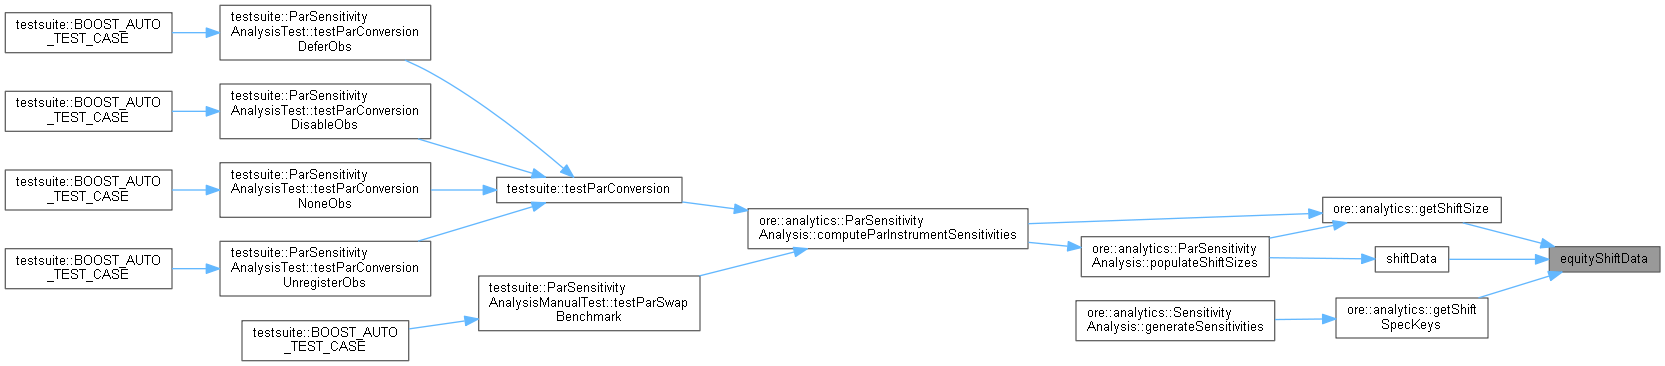 testsuite::BOOST_AUTO
_TEST_CASE
testsuite::ParSensitivity
AnalysisTest::testParConversion
DeferObs
testsuite::BOOST_AUTO
_TEST_CASE
testsuite::ParSensitivity
AnalysisTest::testParConversion
DisableObs
testsuite::BOOST_AUTO
_TEST_CASE
testsuite::ParSensitivity
AnalysisTest::testParConversion
NoneObs
testsuite::BOOST_AUTO
_TEST_CASE
testsuite::ParSensitivity
AnalysisTest::testParConversion
UnregisterObs
testsuite::BOOST_AUTO
_TEST_CASE
testsuite::testParConversion
testsuite::ParSensitivity
AnalysisManualTest::testParSwap
Benchmark
ore::analytics::ParSensitivity
Analysis::computeParInstrumentSensitivities
ore::analytics::ParSensitivity
Analysis::populateShiftSizes
ore::analytics::Sensitivity
Analysis::generateSensitivities
ore::analytics::getShiftSize
shiftData
ore::analytics::getShift
SpecKeys
equityShiftData